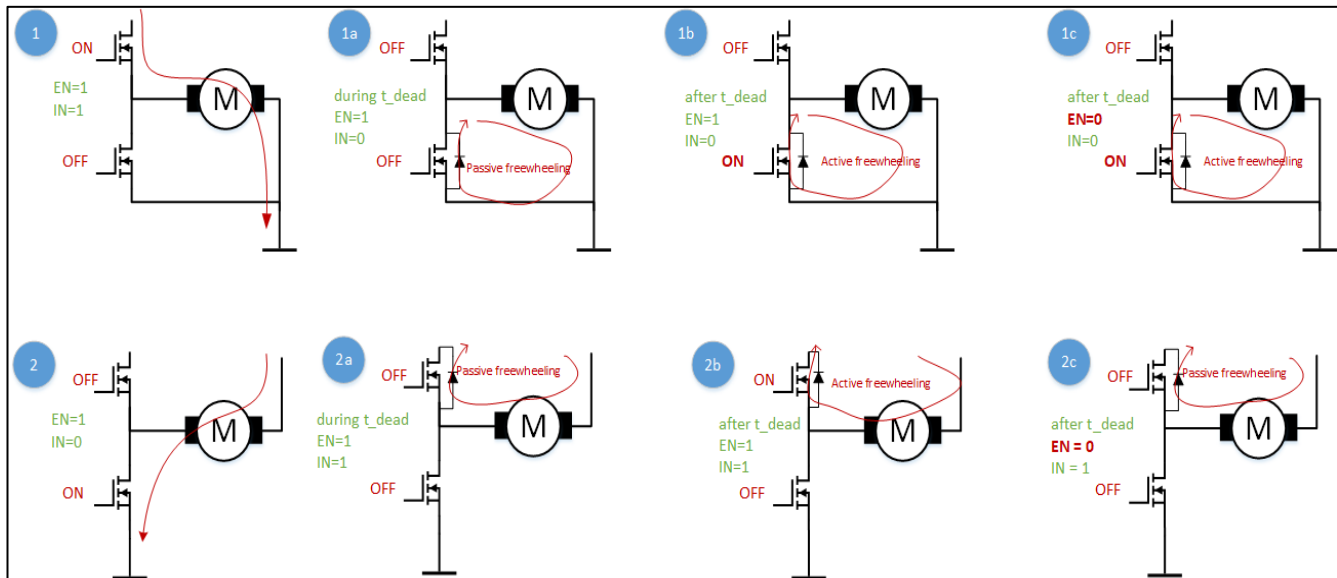 1
ON
EN=1
IN=1
M
OFF
1a
OFF
during t_dead
EN=1
IN=0
M
OFF
Passive freewheeling
1b
OFF
after t_dead
EN=1
IN=0
M
ON
Active freewheeling
1c
OFF
after t_dead
EN=0
IN=0
M
ON
Active freewheeling
2
OFF
EN=1
IN=0
M
ON
2a
OFF
Passive freewheeling
during t_dead
EN=1
IN=1
M
OFF
2b
ON
Active freewheeling
after t_dead
EN=1
IN=1
M
OFF
2c
OFF
Passive freewheeling
after t_dead
EN = 0
IN = 1
M
OFF